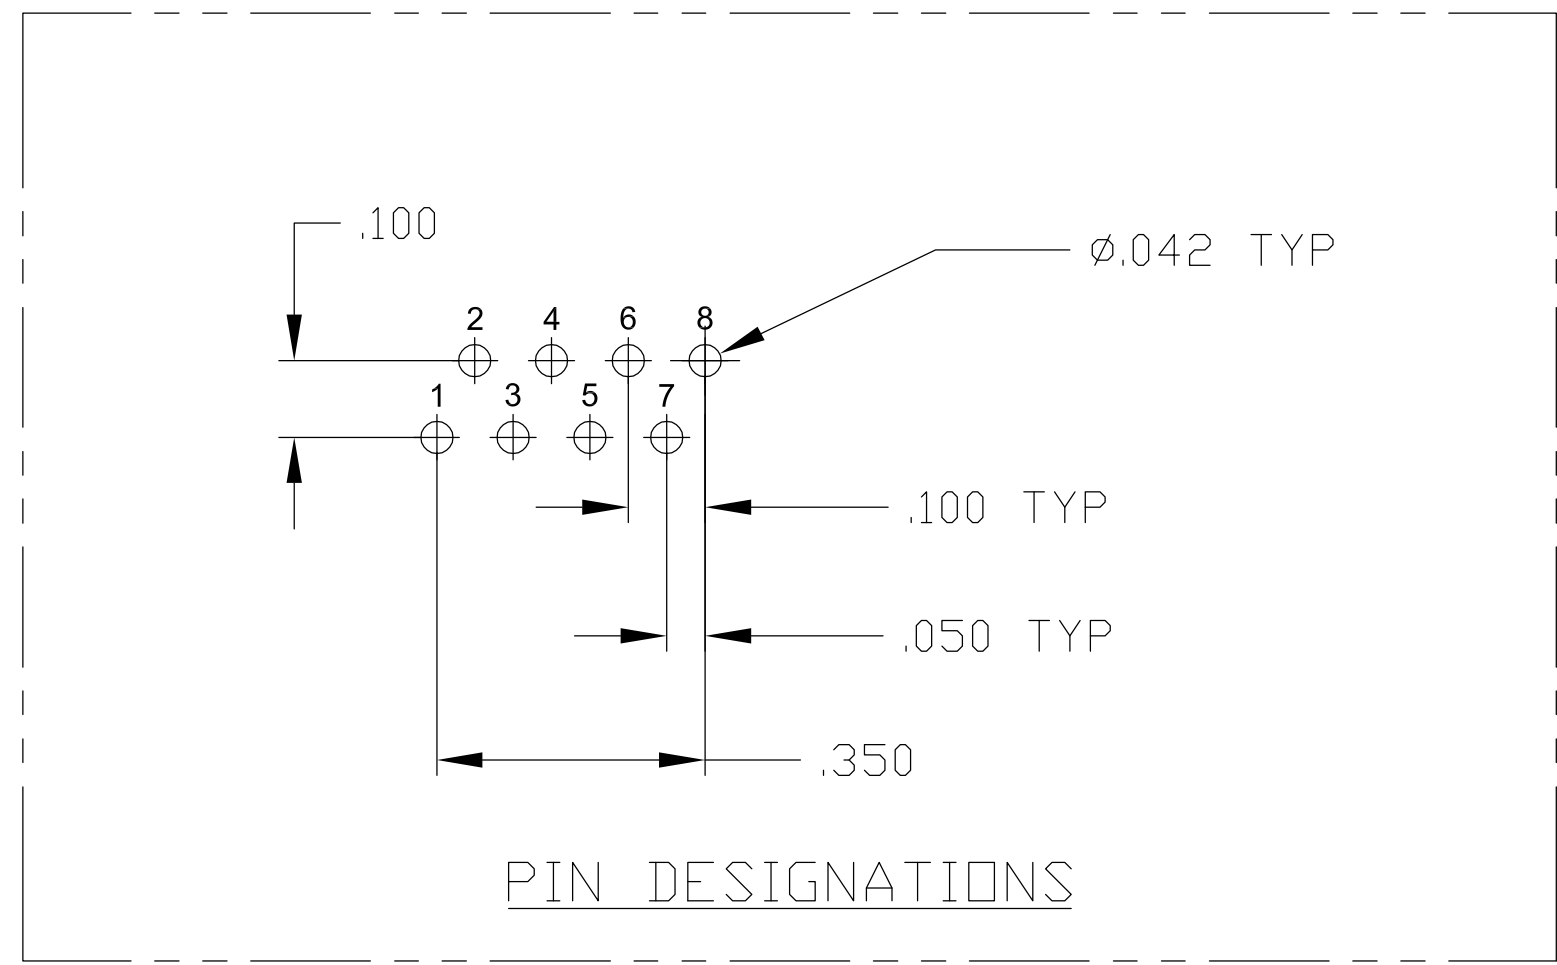 .100
Ø.042 TYP
2 4 6 8
1 3 5 7
.100 TYP
.050 TYP
.350
PIN DESIGNATIONS